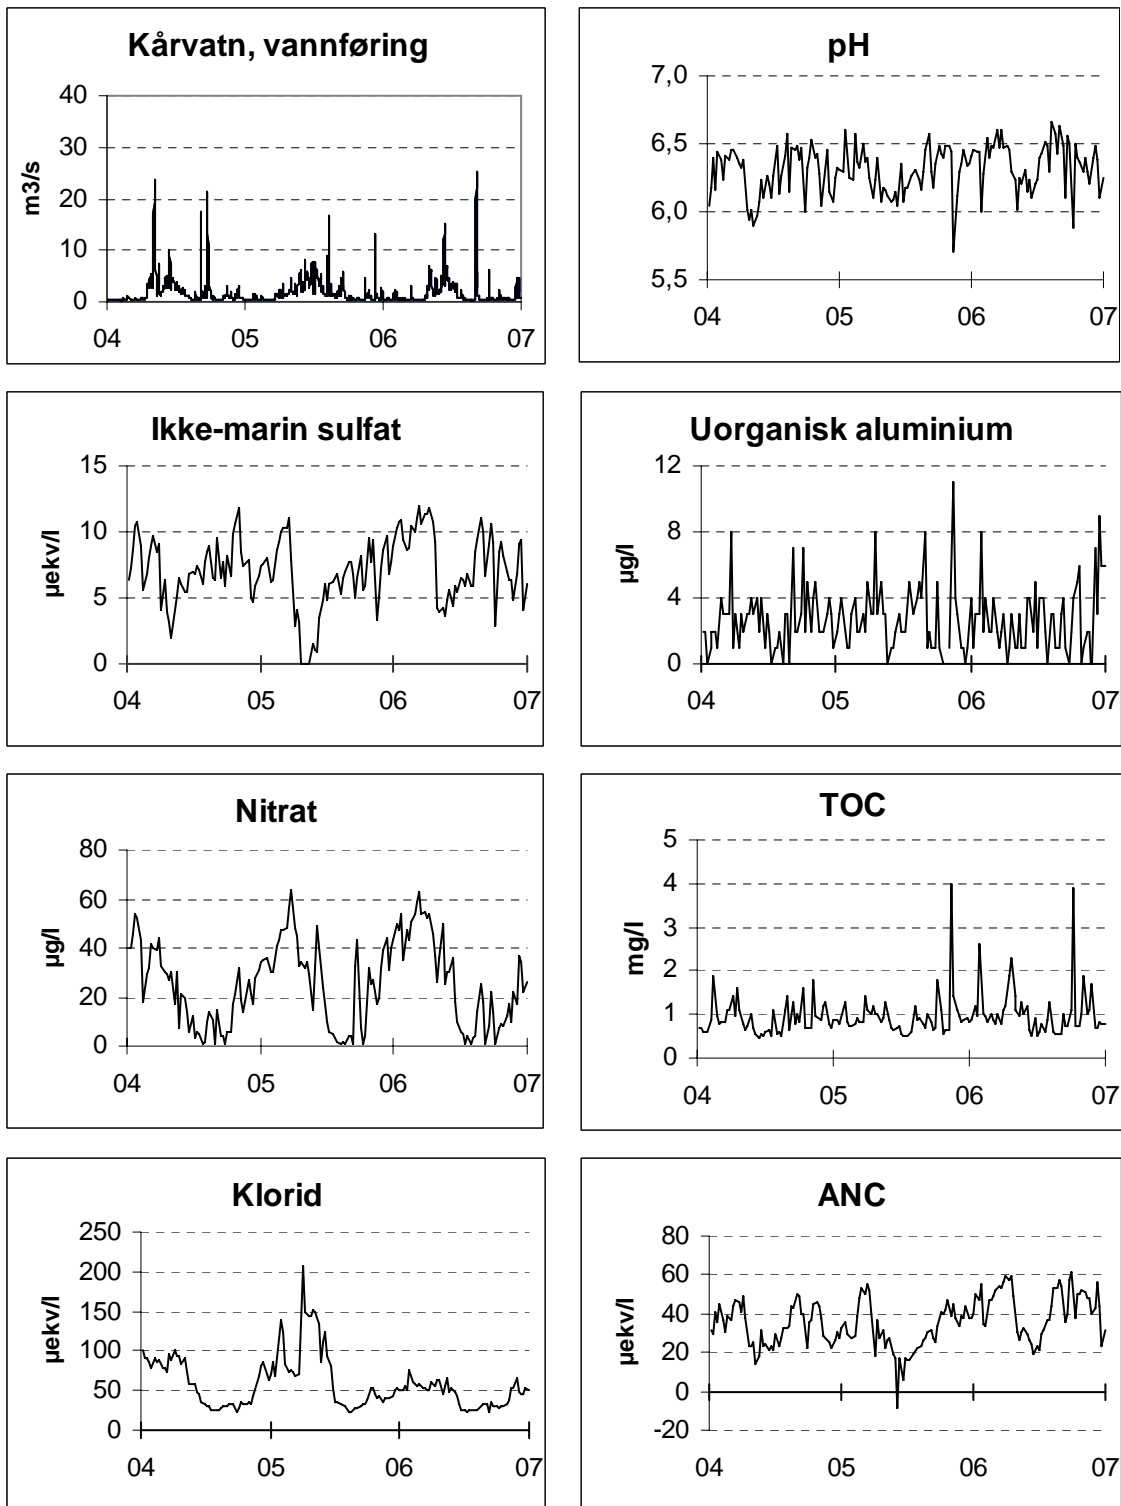 Kårvatn, vannføring
40
30
20
10
0
m3/s
04 05 06 07
pH
7,0
6,5
6,0
5,5
04 05 06 07
Ikke-marin sulfat
15
10
5
0
µekv/l
04 05 06 07
Uorganisk aluminium
12
8
4
0
µg/l
04 05 06 07
Nitrat
80
60
40
20
0
µg/l
04 05 06 07
TOC
5
4
3
2
1
0
mg/l
04 05 06 07
Klorid
250
200
150
100
50
0
µekv/l
04 05 06 07
ANC
80
60
40
20
0
-20
µekv/l
04 05 06 07